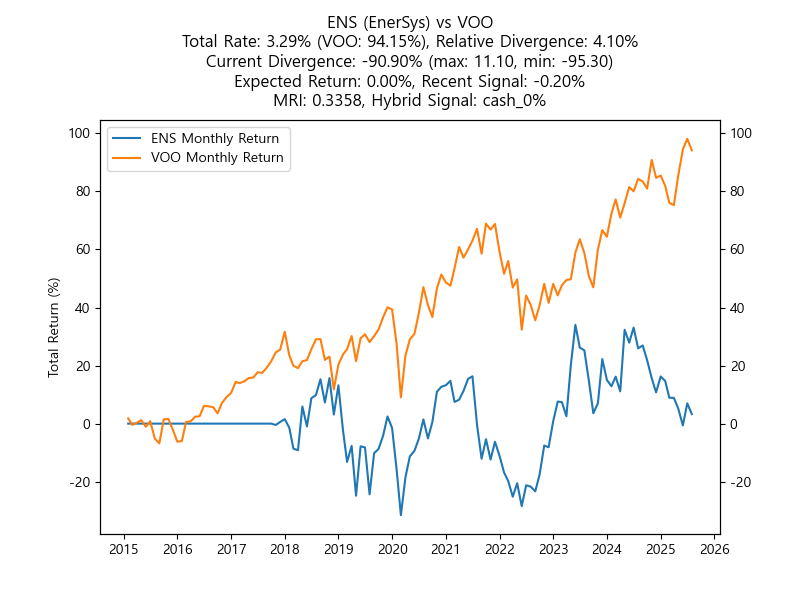 ENS (EnerSys) vs VOO
Total Rate: 3.29% (VOO: 94.15%), Relative Divergence: 4.10%
Current Divergence: -90.90% (max: 11.10, min: -95.30)
Expected Return: 0.00%, Recent Signal: -0.20%
MRI: 0.3358, Hybrid Signal: cash_0%
ENS Monthly Return
VOO Monthly Return
Total Return (%)
100
80
60
40
20
0
-20
100
80
60
40
20
0
-20
2015 2016 2017 2018 2019 2020 2021 2022 2023 2024 2025 2026